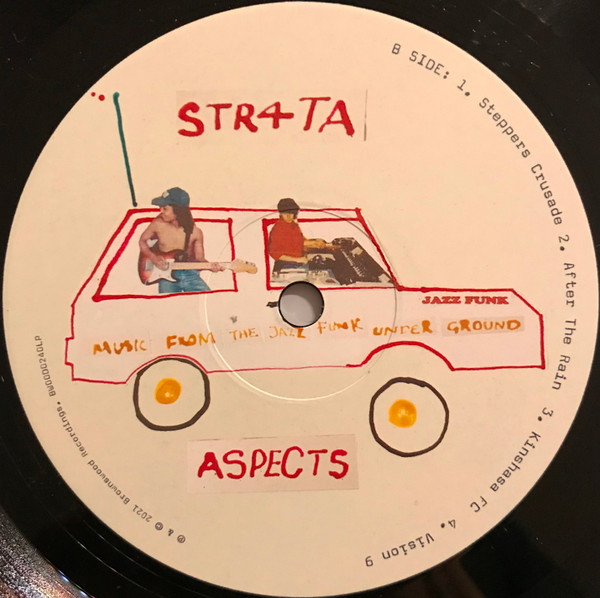 STR4TA
B SIDE: 1. Steppers Crusade 2. After The Rain 3. Kinshasa FC 4. Vision 9
JAZZ FUNK
MUSIC FROM THE JAZZ FUNK UNDER GROUND
ASPECTS
℗ & © 2021 Brownswood Recordings. BWOOD0240LP